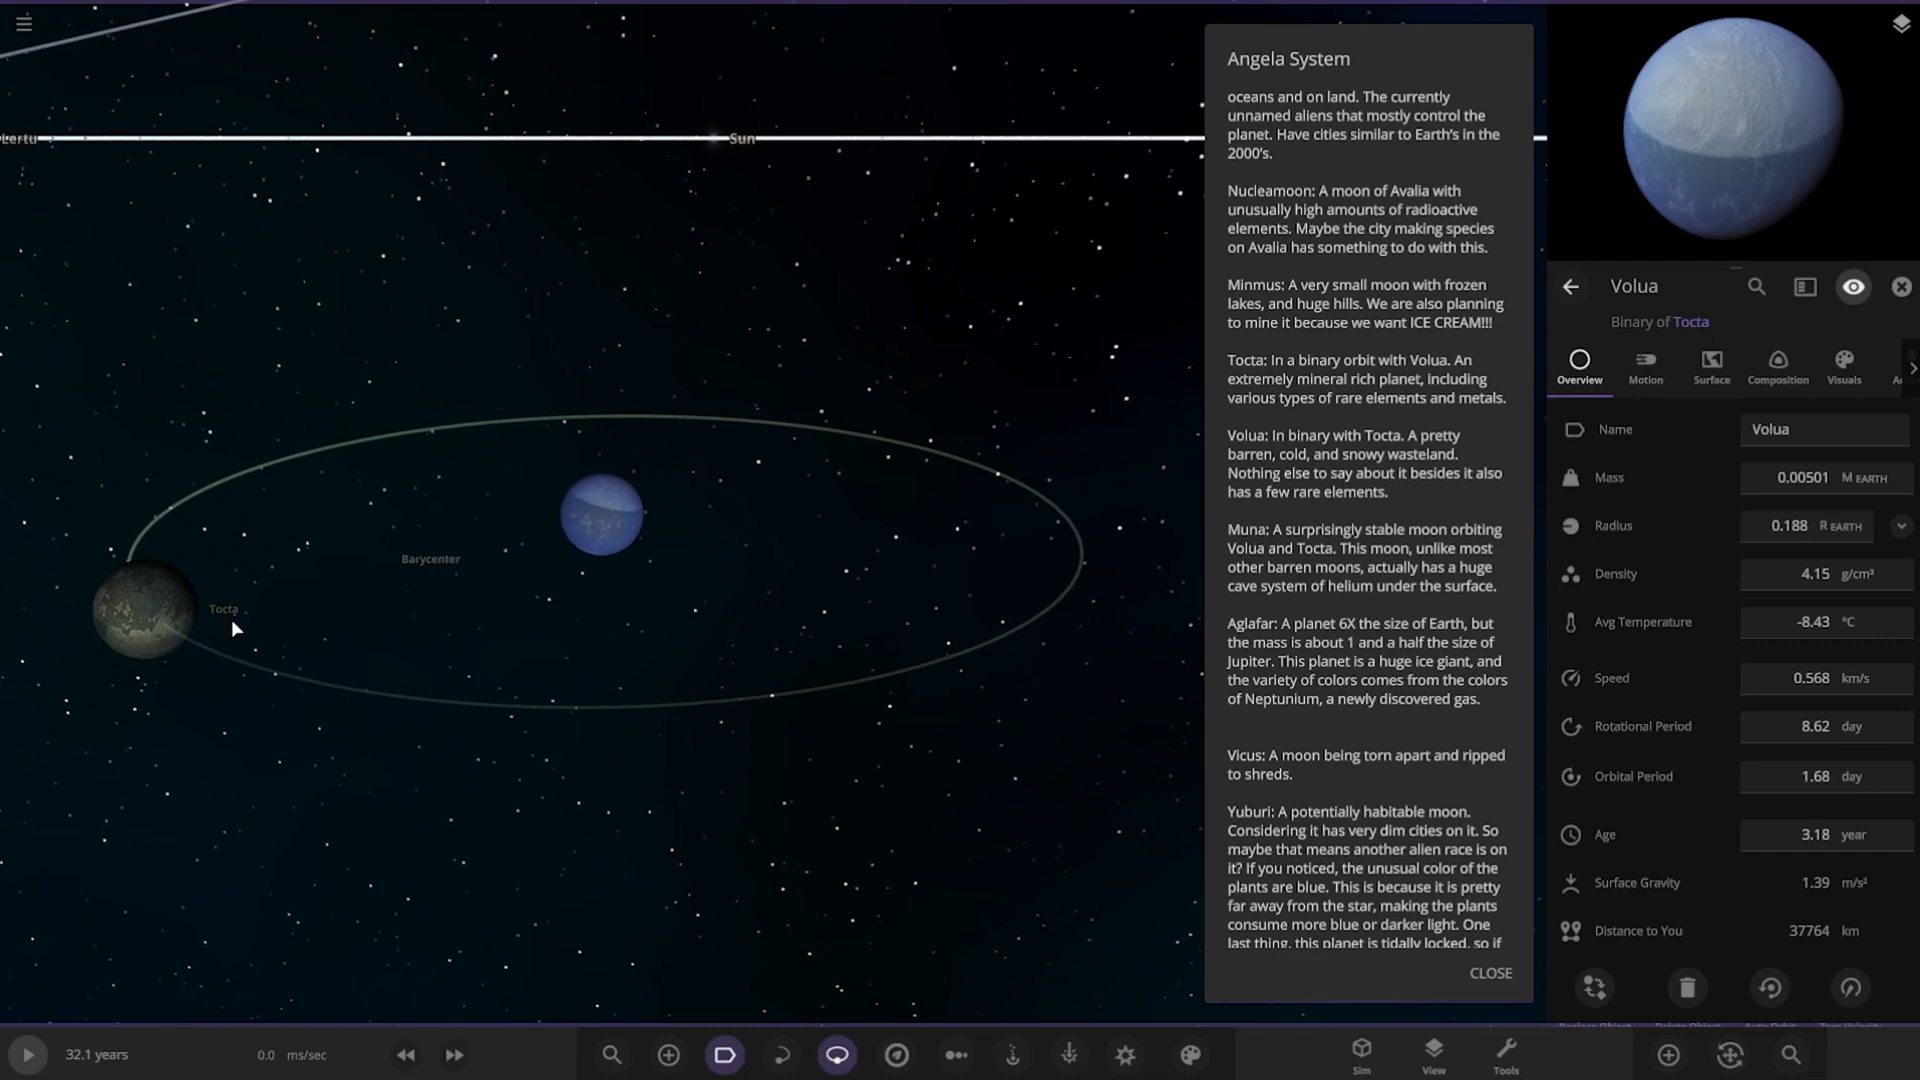 Lertu
Sun
Barycenter
Tocta
Angela System
oceans and on land. The currently
unnamed aliens that mostly control the
planet. Have cities similar to Earth's in the
2000's.
Nucleamoon: A moon of Avalia with
unusually high amounts of radioactive
elements. Maybe the city making species
on Avalia has something to do with this.
Minmus: A very small moon with frozen
lakes, and huge hills. We are also planning
to mine it because we want ICE CREAM!!!
Tocta: In a binary orbit with Volua. An
extremely mineral rich planet, including
various types of rare elements and metals.
Volua: In binary with Tocta. A pretty
barren, cold, and snowy wasteland.
Nothing else to say about it besides it also
has a few rare elements.
Muna: A surprisingly stable moon orbiting
Volua and Tocta. This moon, unlike most
other barren moons, actually has a huge
cave system of helium under the surface.
Aglafar: A planet 6X the size of Earth, but
the mass is about 1 and a half the size of
Jupiter. This planet is a huge ice giant, and
the variety of colors comes from the colors
of Neptunium, a newly discovered gas.
Vicus: A moon being torn apart and ripped
to shreds.
Yuburi: A potentially habitable moon.
Considering it has very dim cities on it. So
maybe that means another alien race is on
it? If you noticed, the unusual color of the
plants are blue. This is because it is pretty
far away from the star, making the plants
consume more blue or darker light. One
last thing, this planet is tidally locked, so if
CLOSE
Volua
Binary of Tocta
Overview Motion Surface Composition Visuals
Name Volua
Mass 0.00501 M EARTH
Radius 0.188 R EARTH
Density 4.15 g/cm³
Avg Temperature -8.43 °C
Speed 0.568 km/s
Rotational Period 8.62 day
Orbital Period 1.68 day
Age 3.18 year
Surface Gravity 1.39 m/s²
Distance to You 37764 km
32.1 years 0.0 ms/sec
Sim View Tools